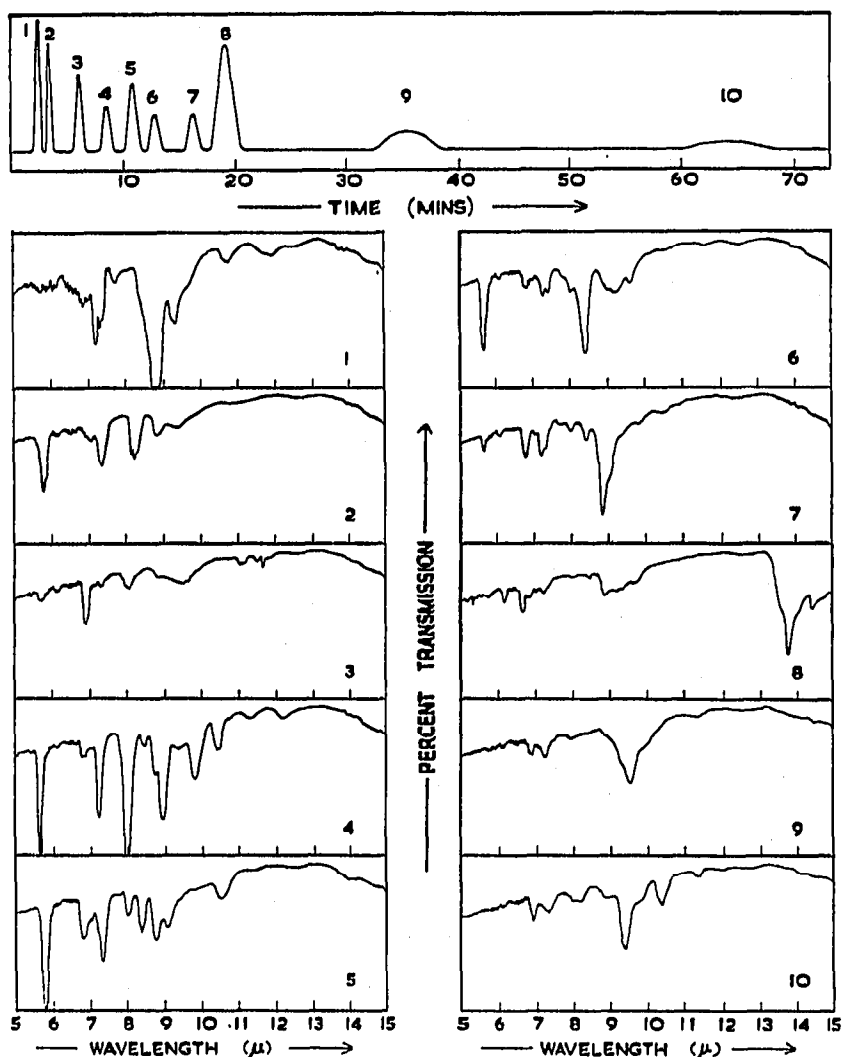 1 2 3 4 5 6 7 8 9 10
10 20 30 40 50 60 70
TIME (MINS)
1
2
3
4
5
5 6 7 8 9 10 11 12 13 14 15
WAVELENGTH (μ)
PERCENT TRANSMISSION
6
7
8
9
10
5 6 7 8 9 10 11 12 13 14 15
WAVELENGTH (μ)